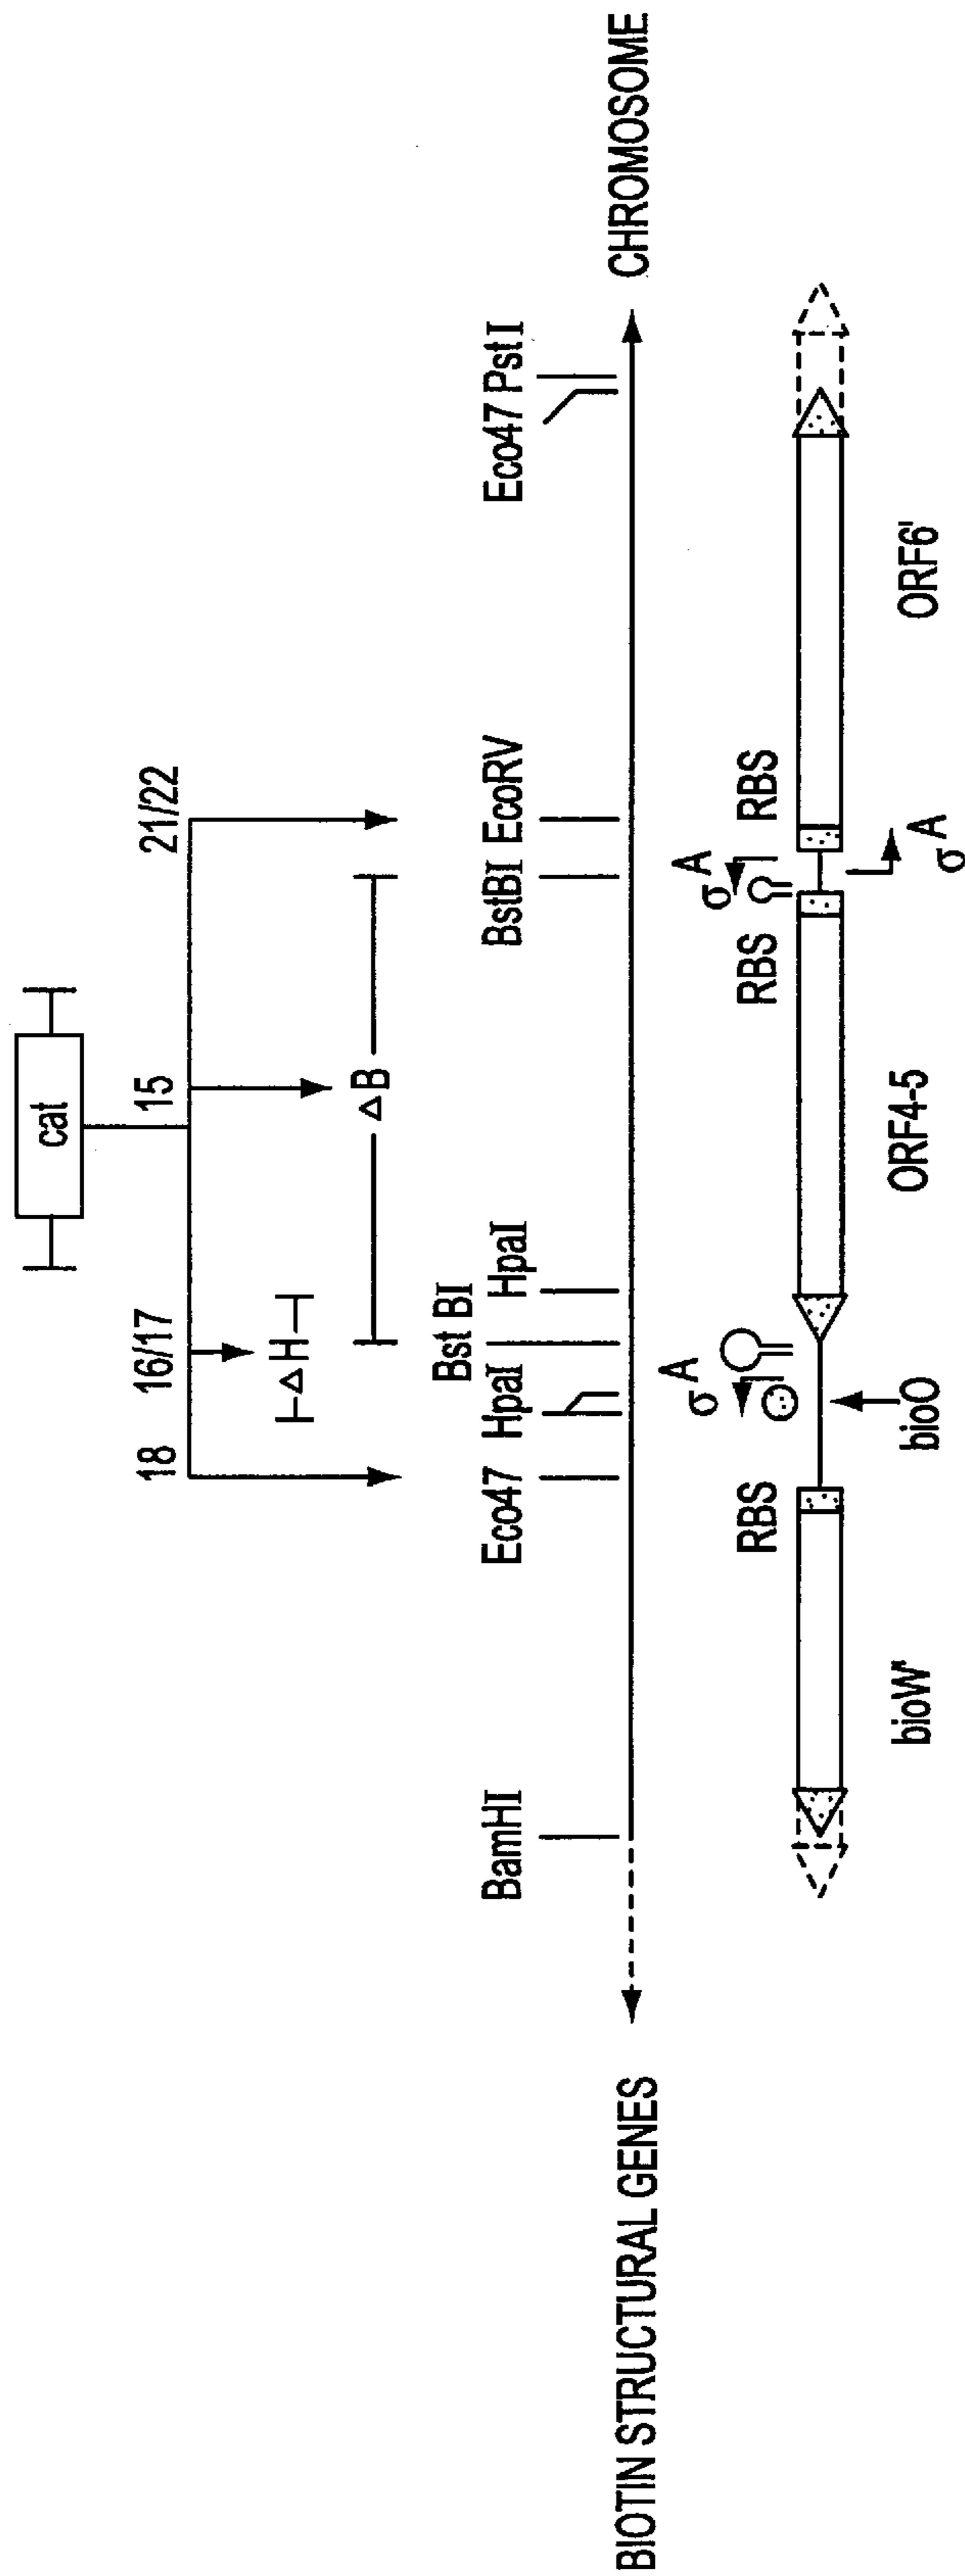 cat
18
16/17
15
21/22
ΔH
ΔB
BamHI
Eco47
HpaI
Bst BI
HpaI
BstBI
EcoRV
Eco47
PstI
BIOTIN STRUCTURAL GENES
CHROMOSOME
RBS
σA
RBS
σA
RBS
bioO
σA
bioW'
ORF4-5
ORF6'